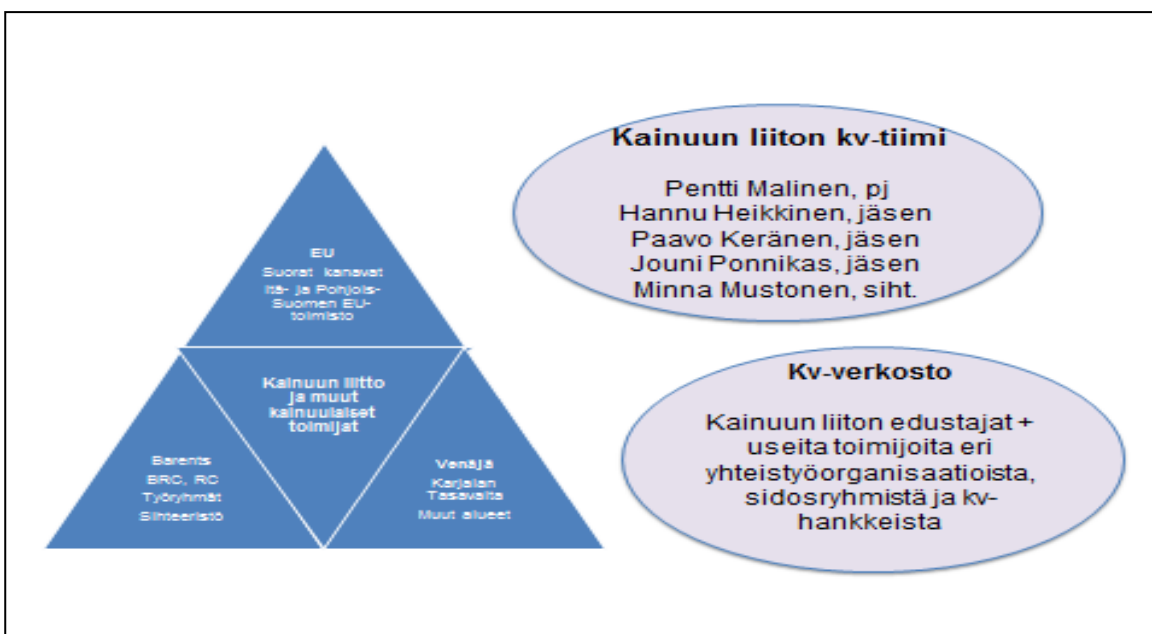 EU
Suorat kanavat
Itä- ja Pohjois-
Suomen EU-
toimisto
Kainuun liitto
ja muut
kainuulaiset
toimijat
Barents
BRC, RC
Työryhmät
Sihteeristö
Venäjä
Karjalan
Tasavalta
Muut alueet
Kainuun liiton kv-tiimi
Pentti Malinen, pj
Hannu Heikkinen, jäsen
Paavo Keränen, jäsen
Jouni Ponnikas, jäsen
Minna Mustonen, siht.
Kv-verkosto
Kainuun liiton edustajat +
useita toimijoita eri
yhteistyöorganisaatioista,
sidosryhmistä ja kv-
hankkeista